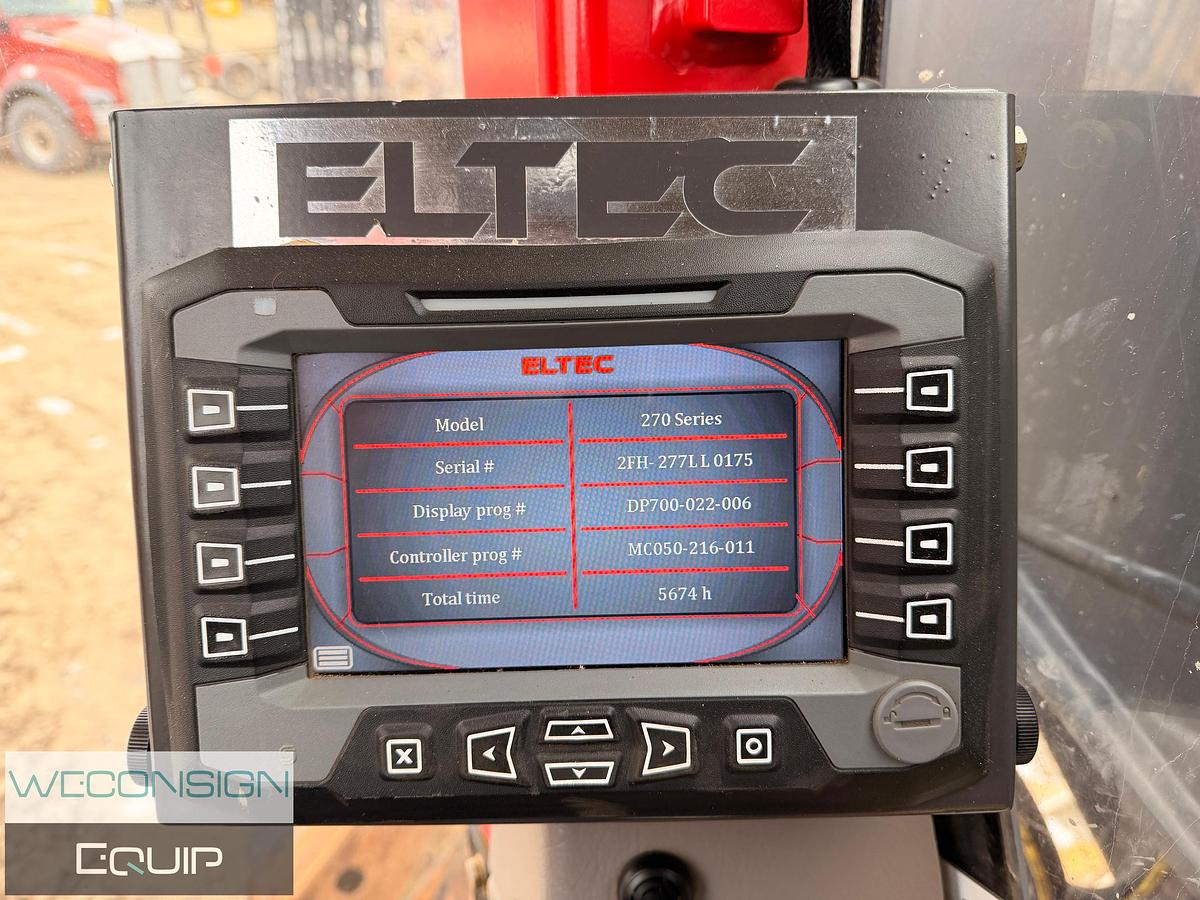 ELTEC
ELTEC
Model 270 Series
Serial # 2FH- 277LL 0175
Display prog # DP700-022-006
Controller prog # MC050-216-011
Total time 5674 h
X
WECONSIGN
EQUIP